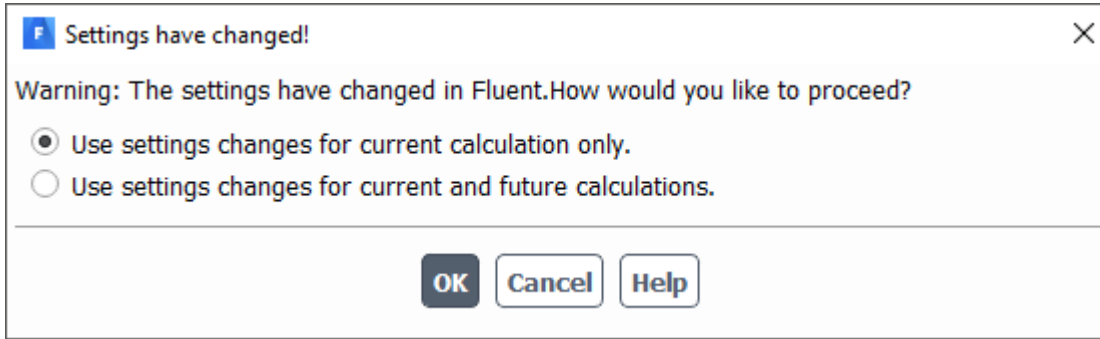 F Settings have changed!
Warning: The settings have changed in Fluent.How would you like to proceed?
Use settings changes for current calculation only.
Use settings changes for current and future calculations.
OK Cancel Help